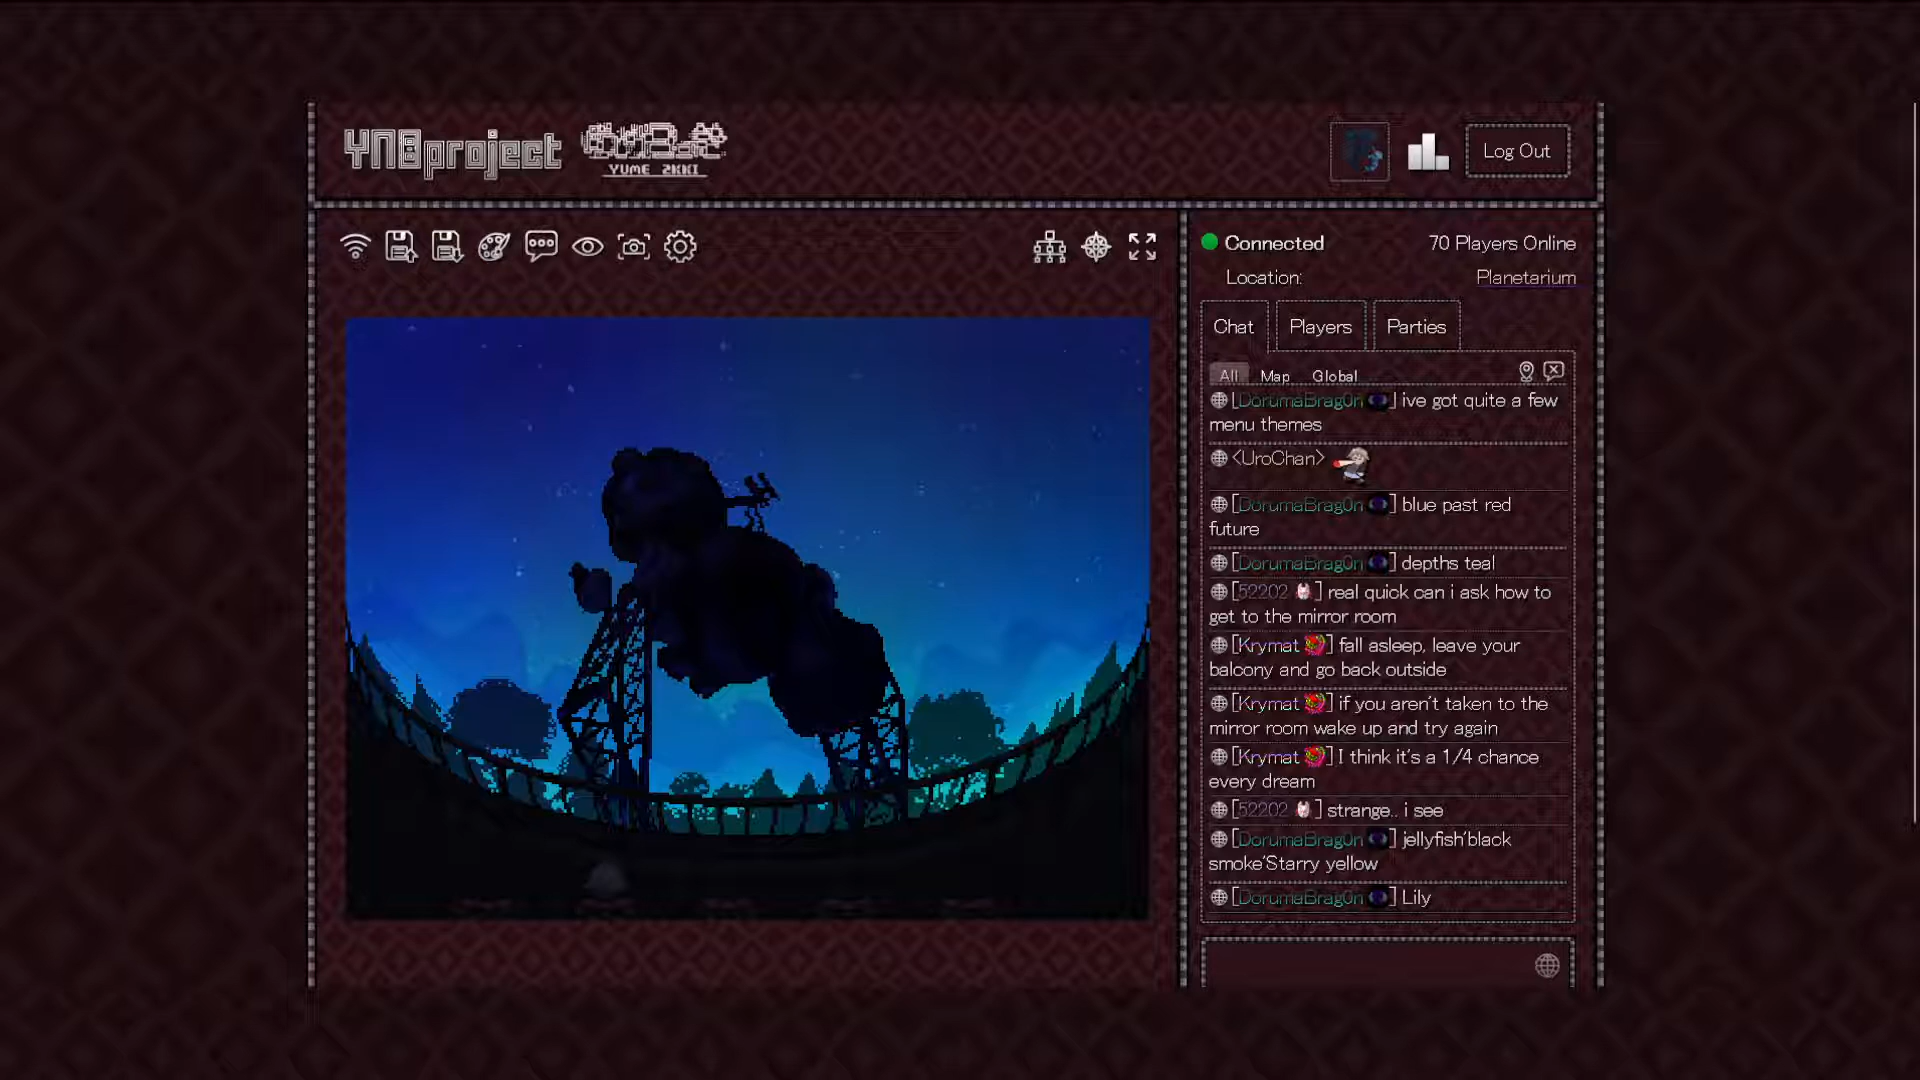 YNOproject
YUME 2KKI
Log Out
Connected
70 Players Online
Location:
Planetarium
Chat
Players
Parties
All
Map
Global
[DorumaBrag0n ] ive got quite a few
menu themes
<UroChan>
[DorumaBrag0n ] blue past red
future
[DorumaBrag0n ] depths teal
[52202 ] real quick can i ask how to
get to the mirror room
[Krymat ] fall asleep, leave your
balcony and go back outside
[Krymat ] if you aren't taken to the
mirror room wake up and try again
[Krymat ] I think it's a 1/4 chance
every dream
[52202 ] strange.. i see
[DorumaBrag0n ] jellyfish'black
smoke'Starry yellow
[DorumaBrag0n ] Lily